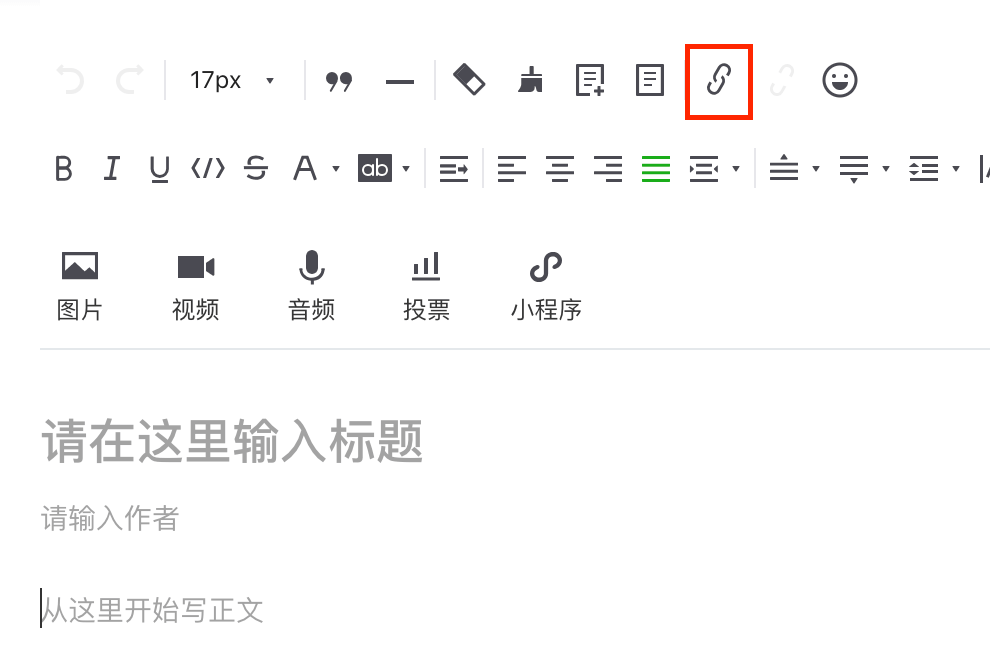 17px
B I U </> S A ab
图片 视频 音频 投票 小程序
请在这里输入标题
请输入作者
从这里开始写正文